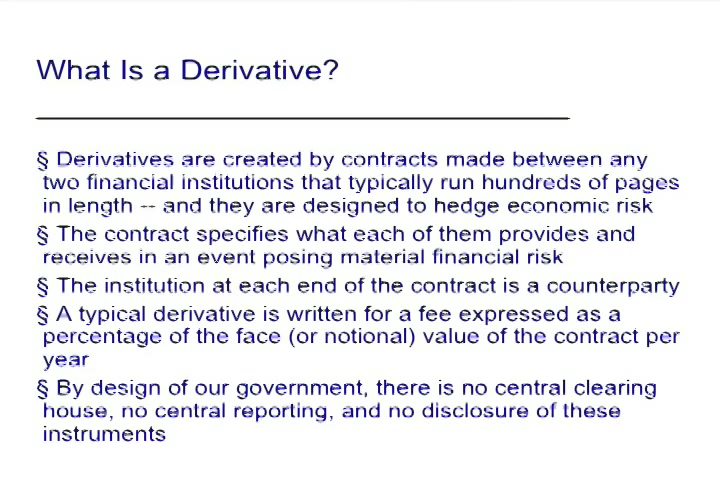 What Is a Derivative?
§ Derivatives are created by contracts made between any
two financial institutions that typically run hundreds of pages
in length -- and they are designed to hedge economic risk
§ The contract specifies what each of them provides and
receives in an event posing material financial risk
§ The institution at each end of the contract is a counterparty
§ A typical derivative is written for a fee expressed as a
percentage of the face (or notional) value of the contract per
year
§ By design of our government, there is no central clearing
house, no central reporting, and no disclosure of these
instruments